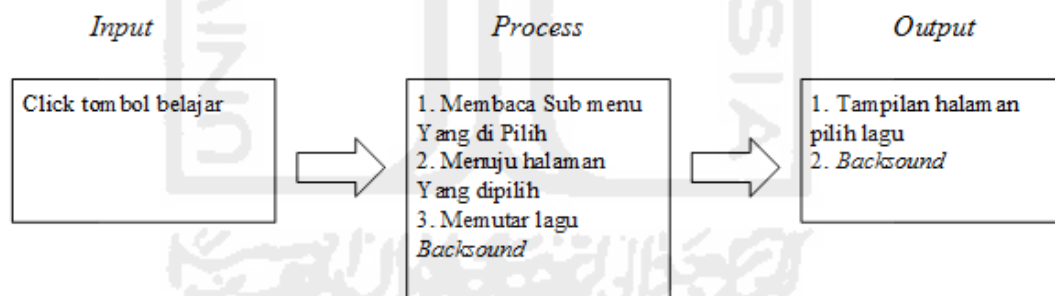 Input
Process
Output
Click tombol belajar
1. Membaca Sub menu
Yang di Pilih
2. Menuju halaman
Yang dipilih
3. Memutar lagu
Backsound
1. Tampilan halaman
pilih lagu
2. Backsound